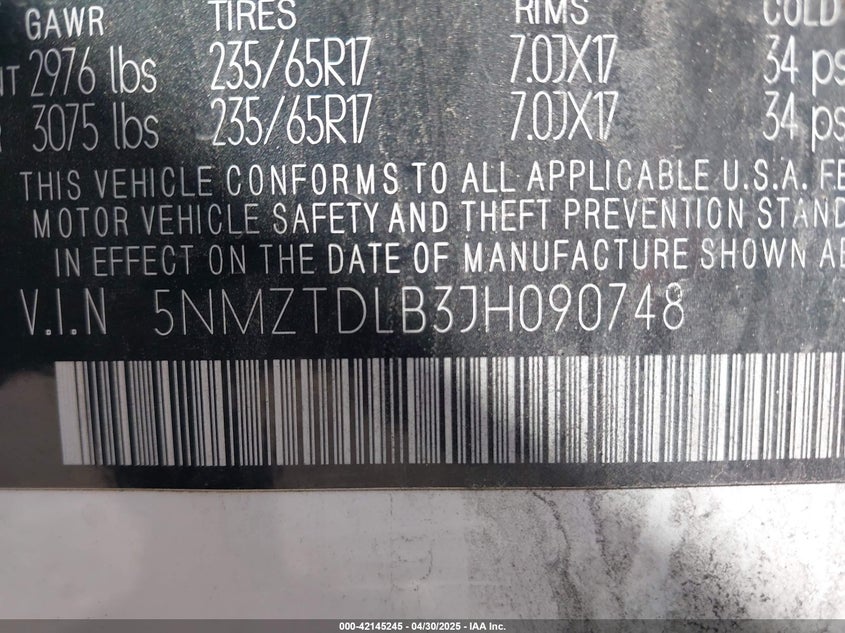 GAWR TIRES RIMS COLD
NT 2976 lbs 235/65R17 7.0JX17 34 ps
R 3075 lbs 235/65R17 7.0JX17 34 ps
THIS VEHICLE CONFORMS TO ALL APPLICABLE U.S.A. FE
MOTOR VEHICLE SAFETY AND THEFT PREVENTION STAND
IN EFFECT ON THE DATE OF MANUFACTURE SHOWN AB
V.I.N 5NMZTDLB3JH090748
000-42145245 - 04/30/2025 - IAA Inc.